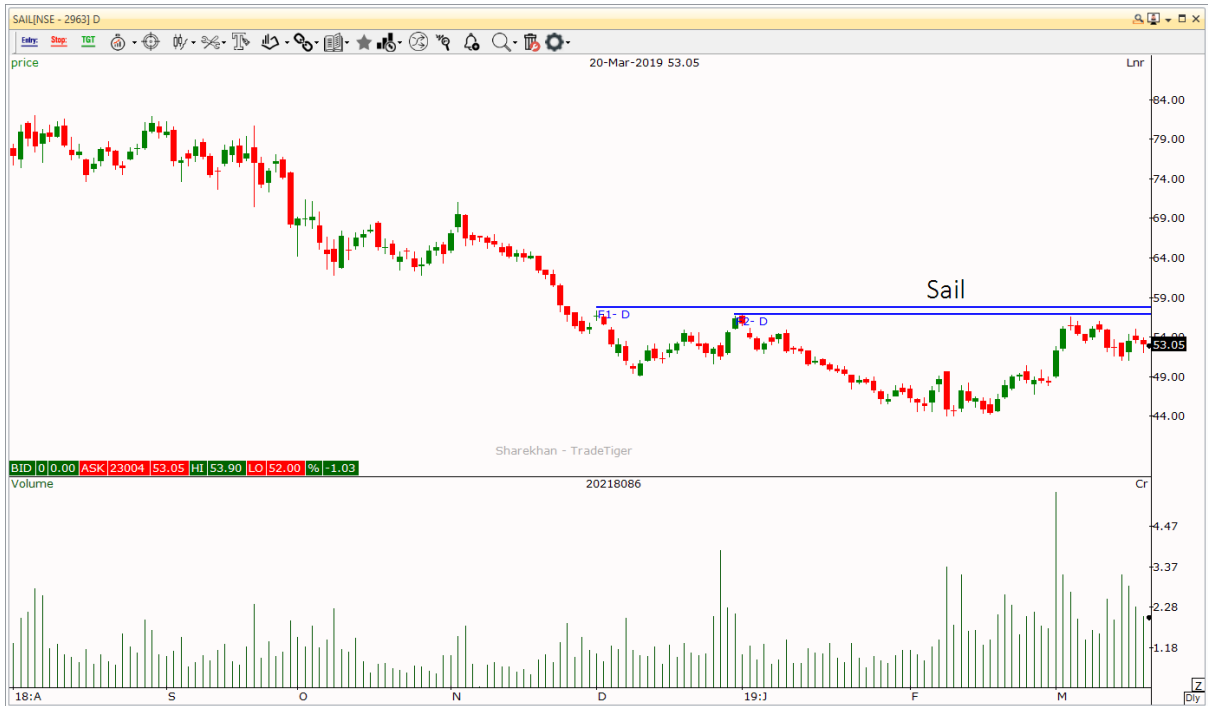 SAIL[NSE - 2963] D
Entry: Stop: TGT
price 20-Mar-2019 53.05 Lnr
84.00
79.00
74.00
69.00
64.00
Sail
59.00
F1- D
F2- D
54.00
53.05
49.00
44.00
Sharekhan - TradeTiger
BID 0 0.00 ASK 23004 53.05 HI 53.90 LO 52.00 % -1.03
Volume 20218086 Cr
4.47
3.37
2.28
1.18
18:A S O N D 19:J F M
Z
Dly